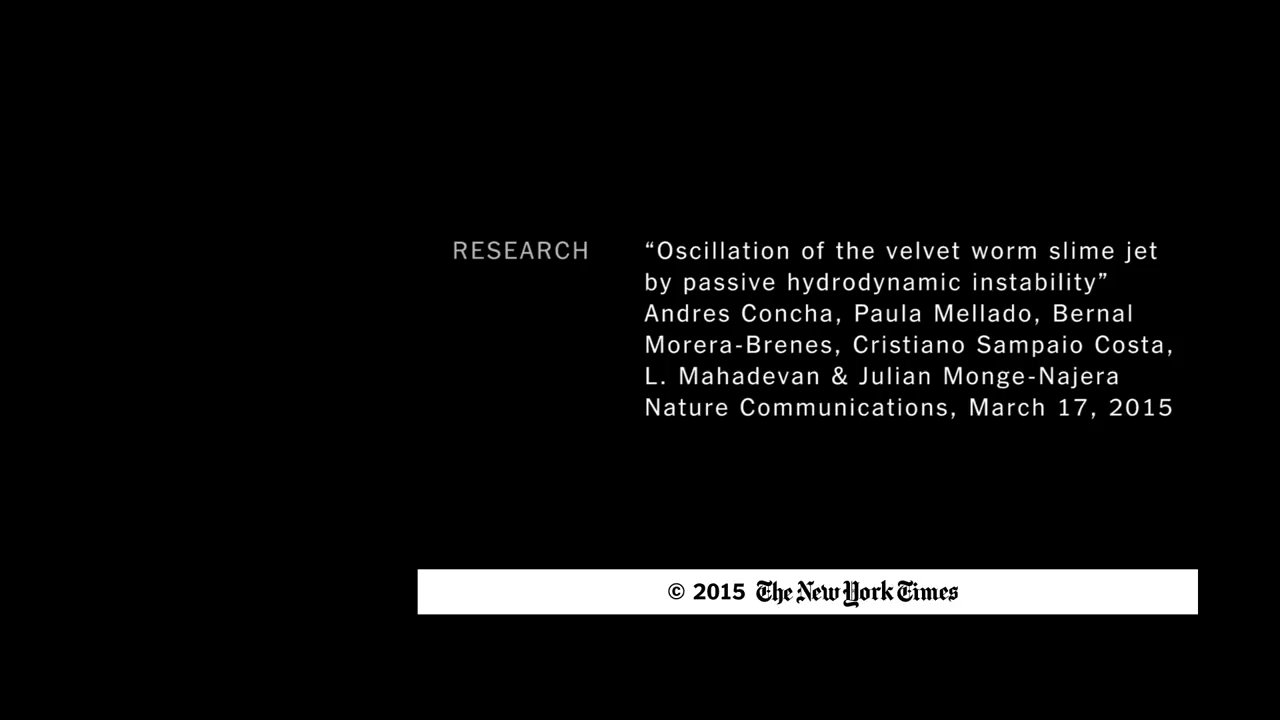 RESEARCH
“Oscillation of the velvet worm slime jet
by passive hydrodynamic instability”
Andres Concha, Paula Mellado, Bernal
Morera-Brenes, Cristiano Sampaio Costa,
L. Mahadevan & Julian Monge-Najera
Nature Communications, March 17, 2015
© 2015 The New York Times